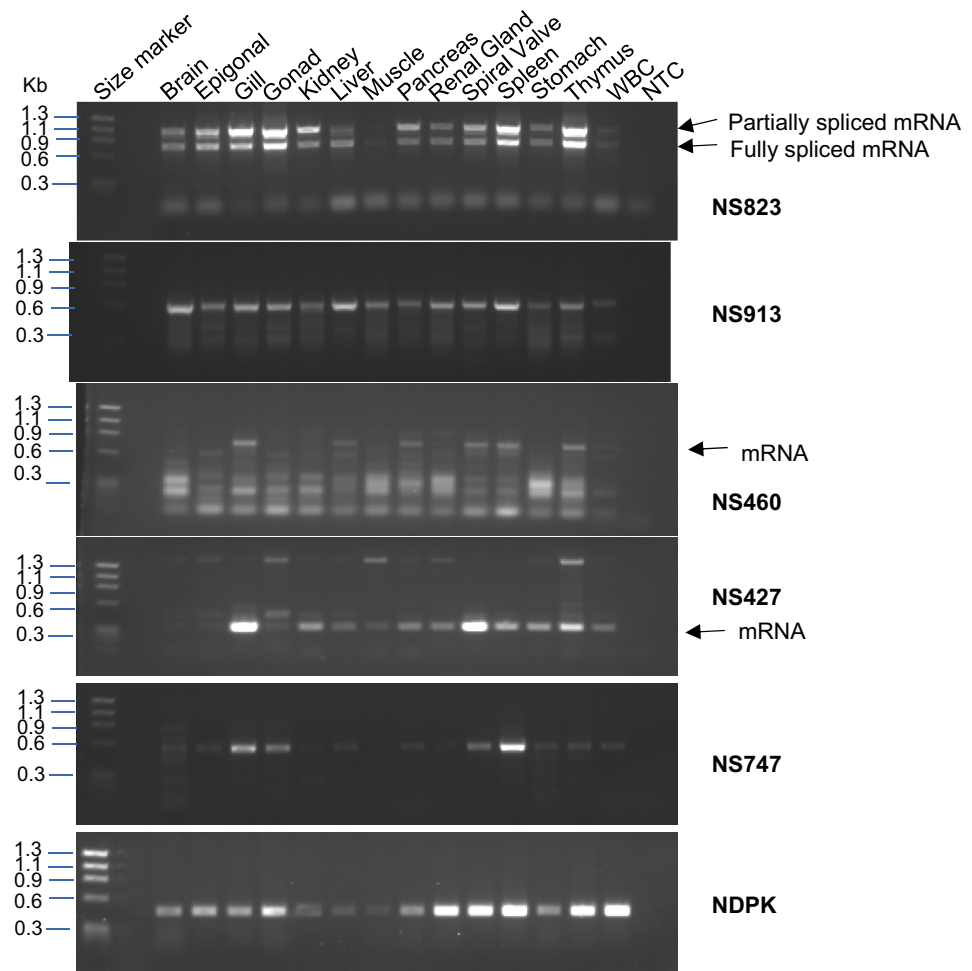 Kb
Size marker
Brain
Epigonal
Gill
Gonad
Kidney
Liver
Muscle
Pancreas
Renal Gland
Spiral Valve
Spleen
Stomach
Thymus
WBC
NTC
1.3
1.1
0.9
0.6
0.3
Partially spliced mRNA
Fully spliced mRNA
NS823
1.3
1.1
0.9
0.6
0.3
NS913
1.3
1.1
0.9
0.6
0.3
mRNA
NS460
1.3
1.1
0.9
0.6
0.3
NS427
mRNA
1.3
1.1
0.9
0.6
0.3
NS747
1.3
1.1
0.9
0.6
0.3
NDPK